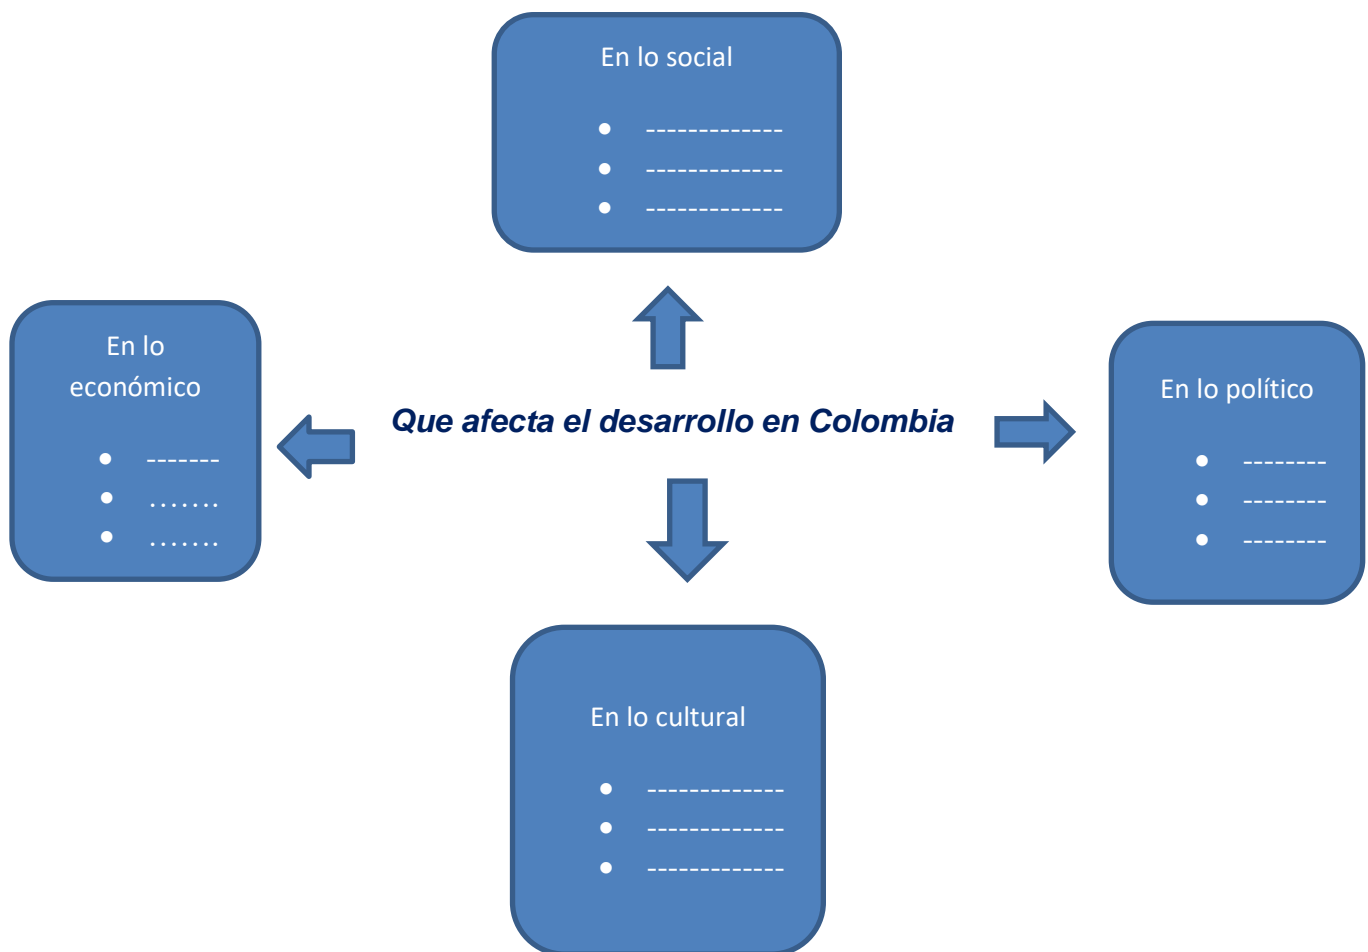 En lo social
• -------------
• -------------
• -------------
En lo
económico
• -------
• .......
• .......
Que afecta el desarrollo en Colombia
En lo político
• --------
• --------
• --------
En lo cultural
• -------------
• -------------
• -------------